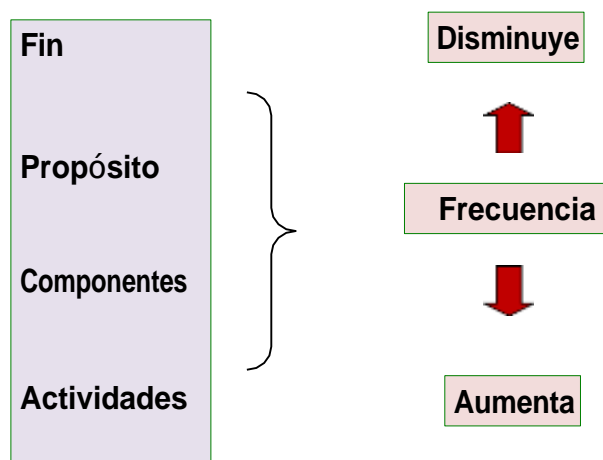 Fin
Propósito
Componentes
Actividades
Disminuye
Frecuencia
Aumenta